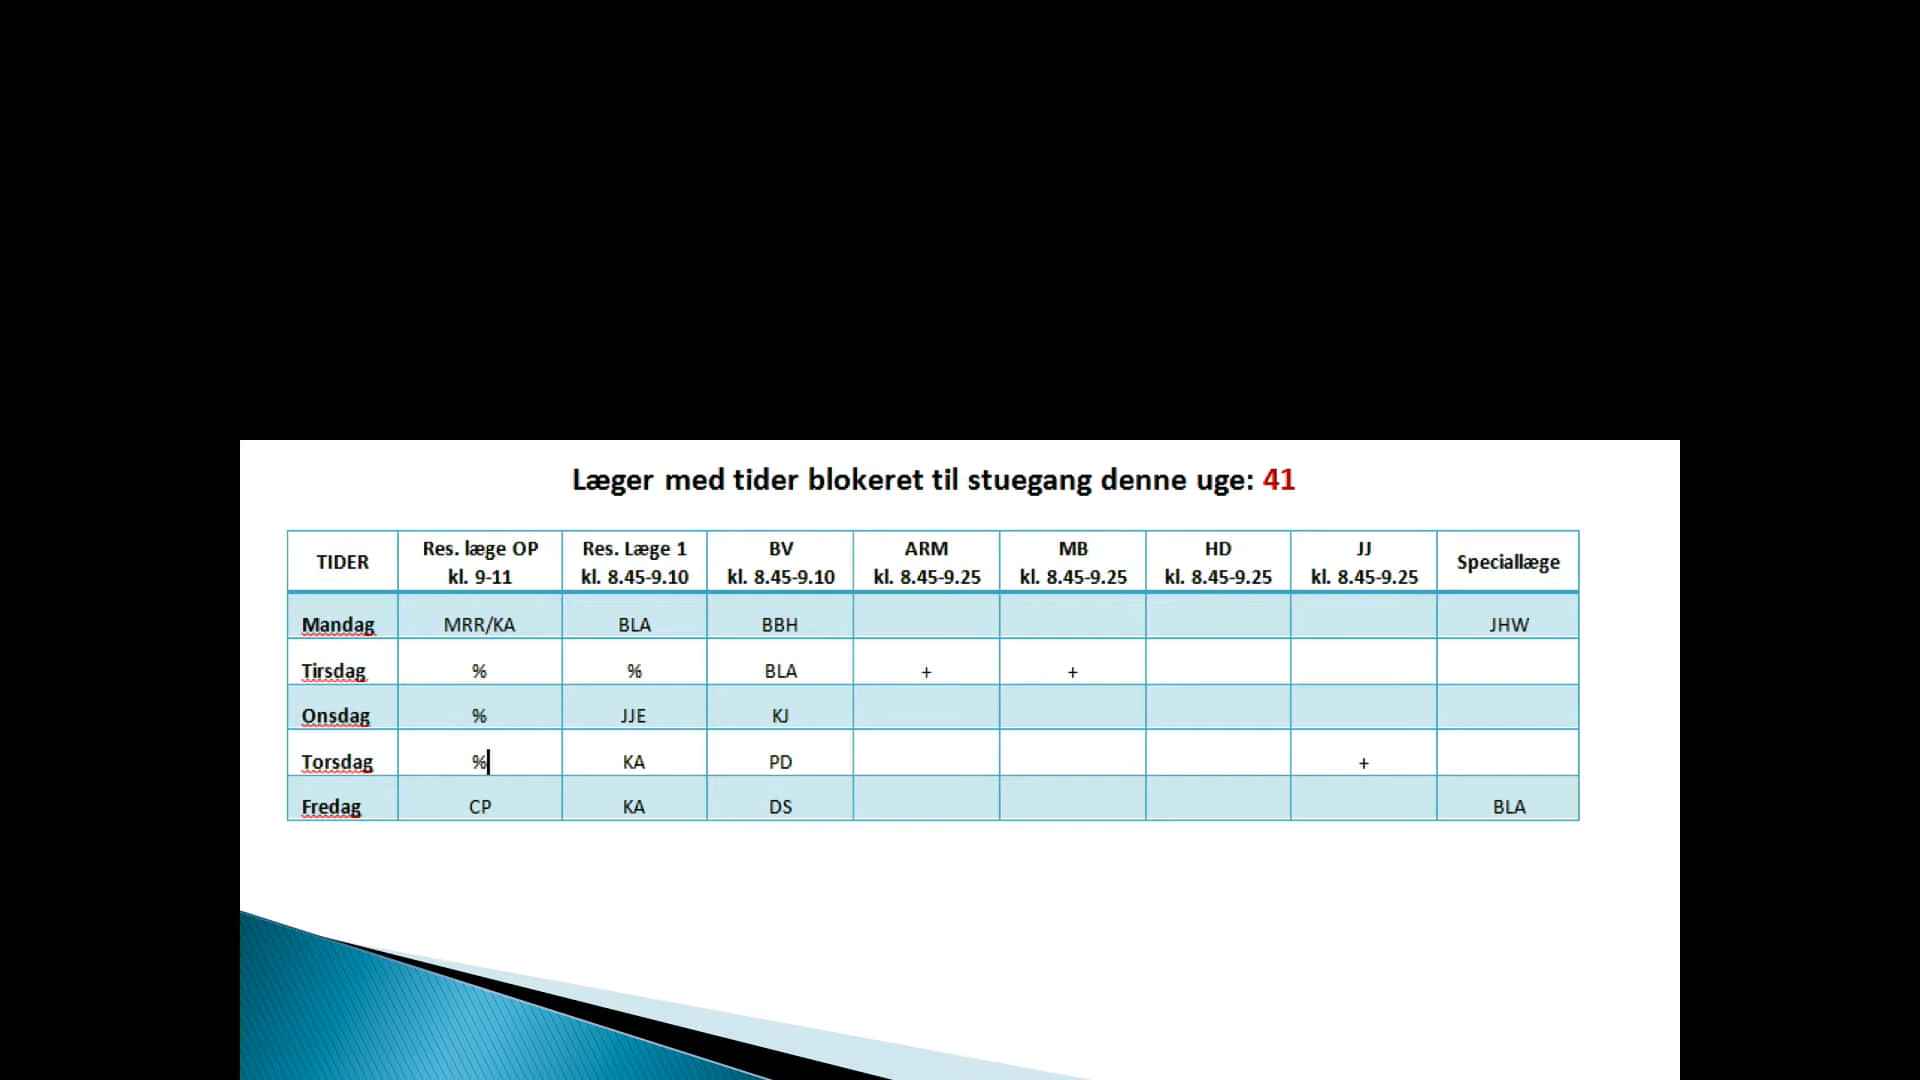 Læger med tider blokeret til stuegang denne uge: 41
TIDER Res. læge OP kl. 9-11 Res. Læge 1 kl. 8.45-9.10 BV kl. 8.45-9.10 ARM kl. 8.45-9.25 MB kl. 8.45-9.25 HD kl. 8.45-9.25 JJ kl. 8.45-9.25 Speciallæge
Mandag MRR/KA BLA BBH JHW
Tirsdag % % BLA + +
Onsdag % JJE KJ
Torsdag % KA PD +
Fredag CP KA DS BLA